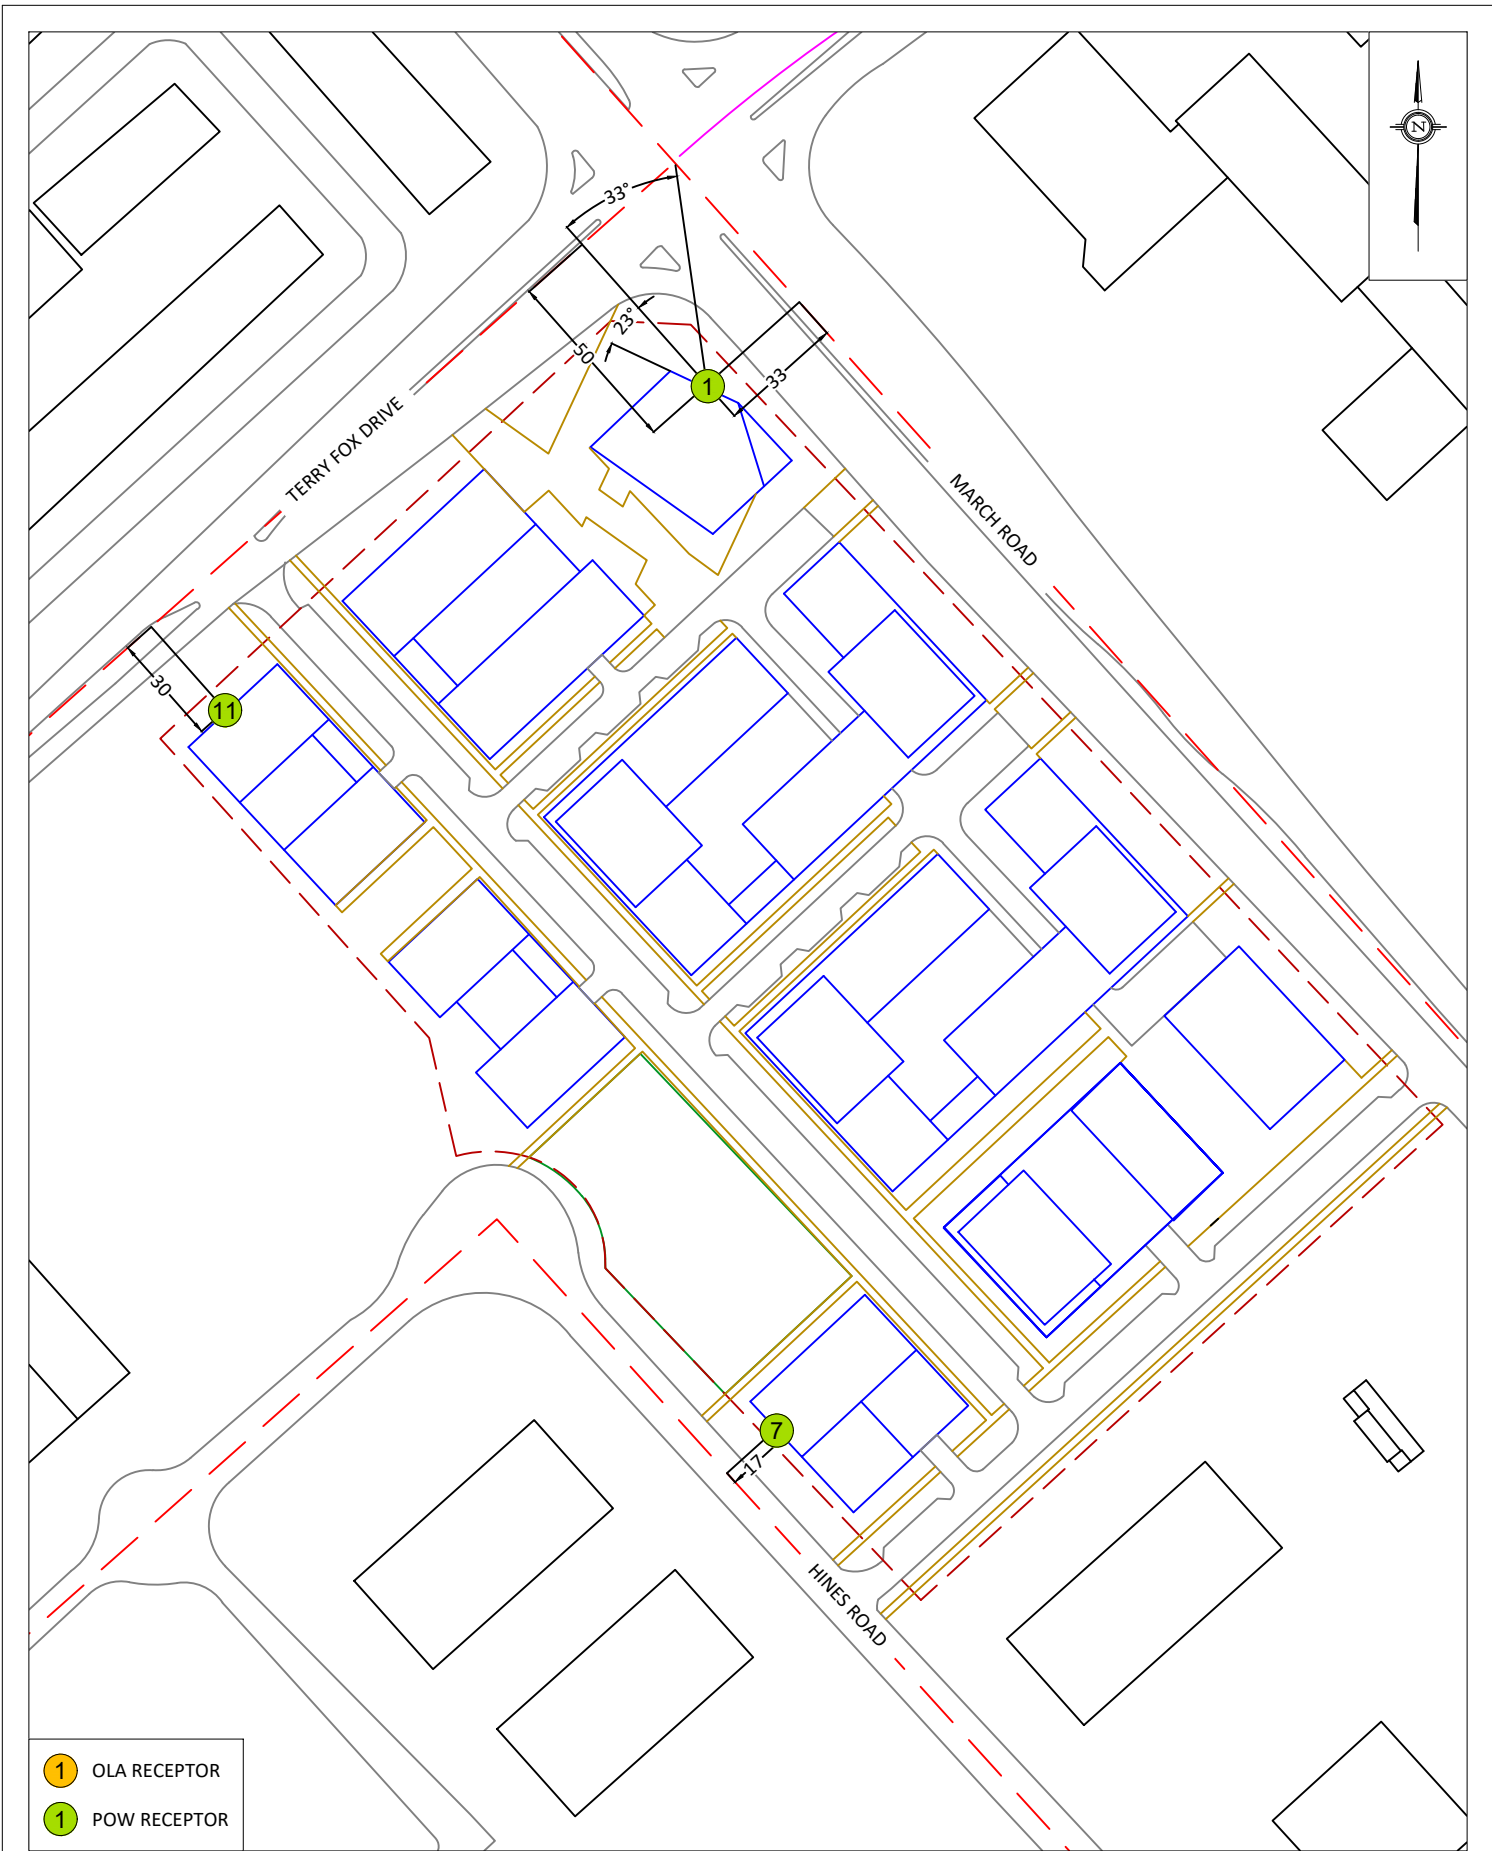 N
33°
23°
50
1
33
TERRY FOX DRIVE
MARCH ROAD
30
11
7
17
HINES ROAD
1 OLA RECEPTOR
1 POW RECEPTOR